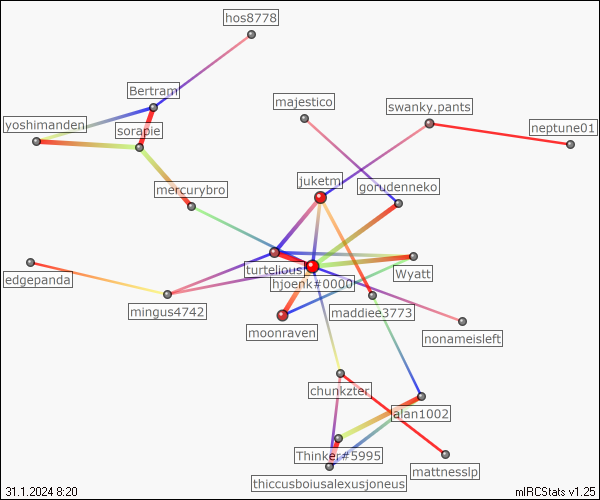 hos8778
Bertram
majestico
swanky.pants
yoshimanden
sorapie
neptune01
juketm
mercurybro
gorudenneko
turtelious
Wyatt
edgepanda
hjoenk#0000
mingus4742
maddiee3773
moonraven
nonameisleft
chunkzter
alan1002
Thinker#5995
mattnesslp
thiccusboiusalexusjoneus
31.1.2024 8:20
mIRCStats v1.25